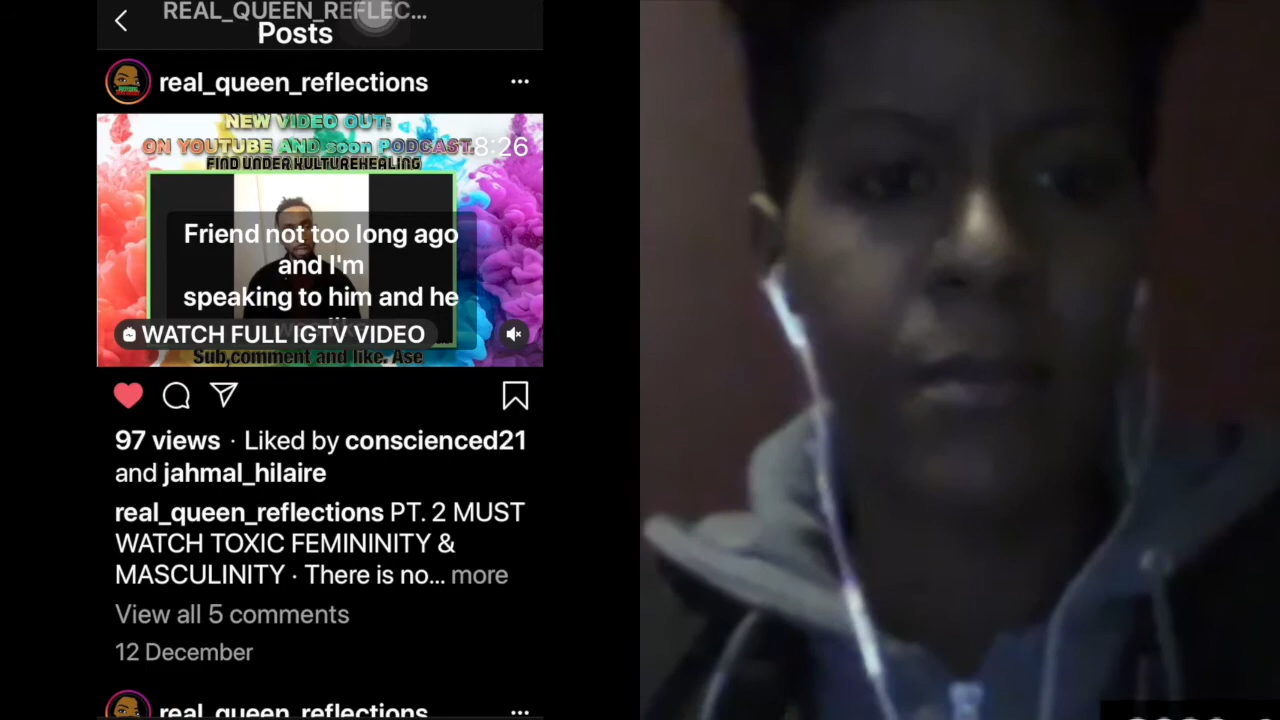 REAL_QUEEN_REFLEC...
Posts
real_queen_reflections
NEW VIDEO OUT:
ON YOUTUBE AND soon PODCAST.
8:26
FIND UNDER KULTUREHEALING
Friend not too long ago
and I'm
speaking to him and he
WATCH FULL IGTV VIDEO
Sub,comment and like. Ase
97 views · Liked by conscienced21
and jahmal_hilaire
real_queen_reflections PT. 2 MUST
WATCH TOXIC FEMININITY &
MASCULINITY · There is no... more
View all 5 comments
12 December
real_queen_reflections